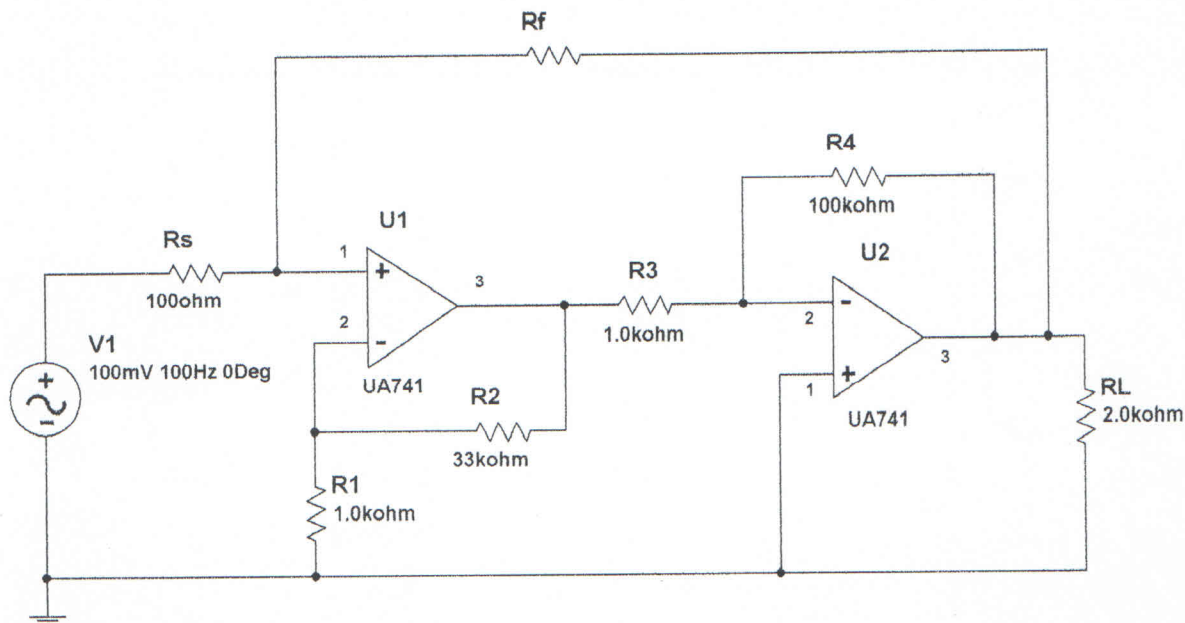 Rf
R4
100kohm
U1
U2
Rs
100ohm
1
+
3
R3
1.0kohm
2
-
2
-
3
V1
+
-
100mV 100Hz 0Deg
UA741
R2
33kohm
1
+
UA741
RL
2.0kohm
R1
1.0kohm